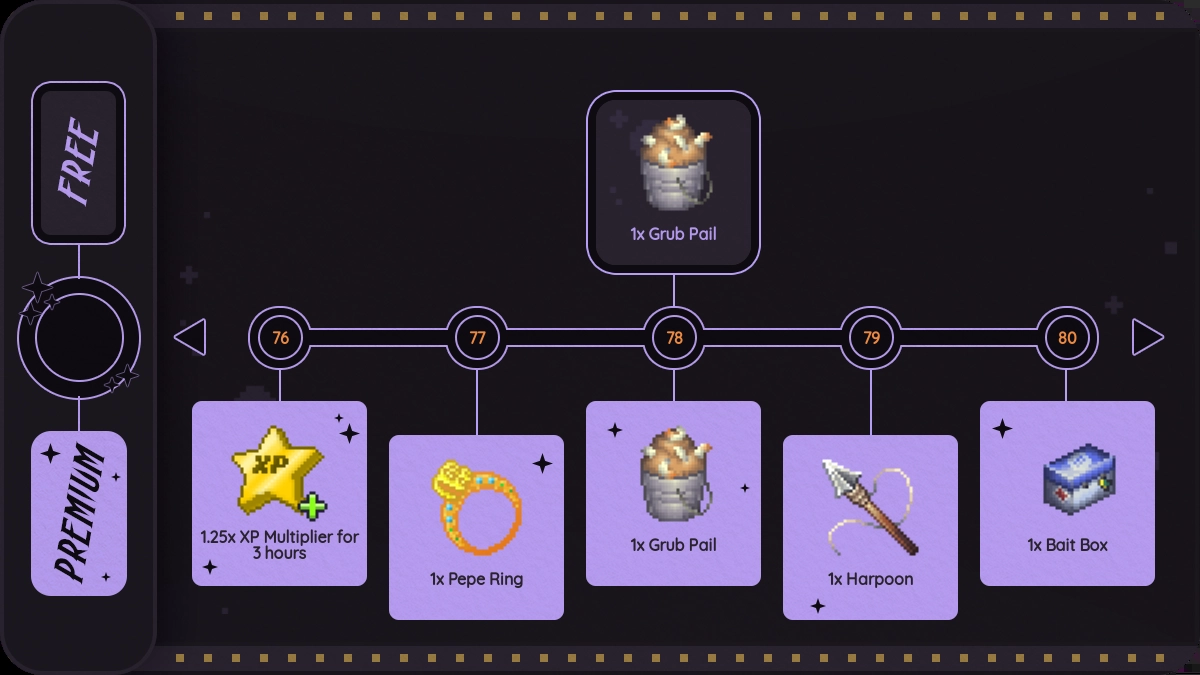 FREE
1x Grub Pail
76
77
78
79
80
XP
1.25x XP Multiplier for
3 hours
1x Pepe Ring
1x Grub Pail
1x Harpoon
1x Bait Box
PREMIUM